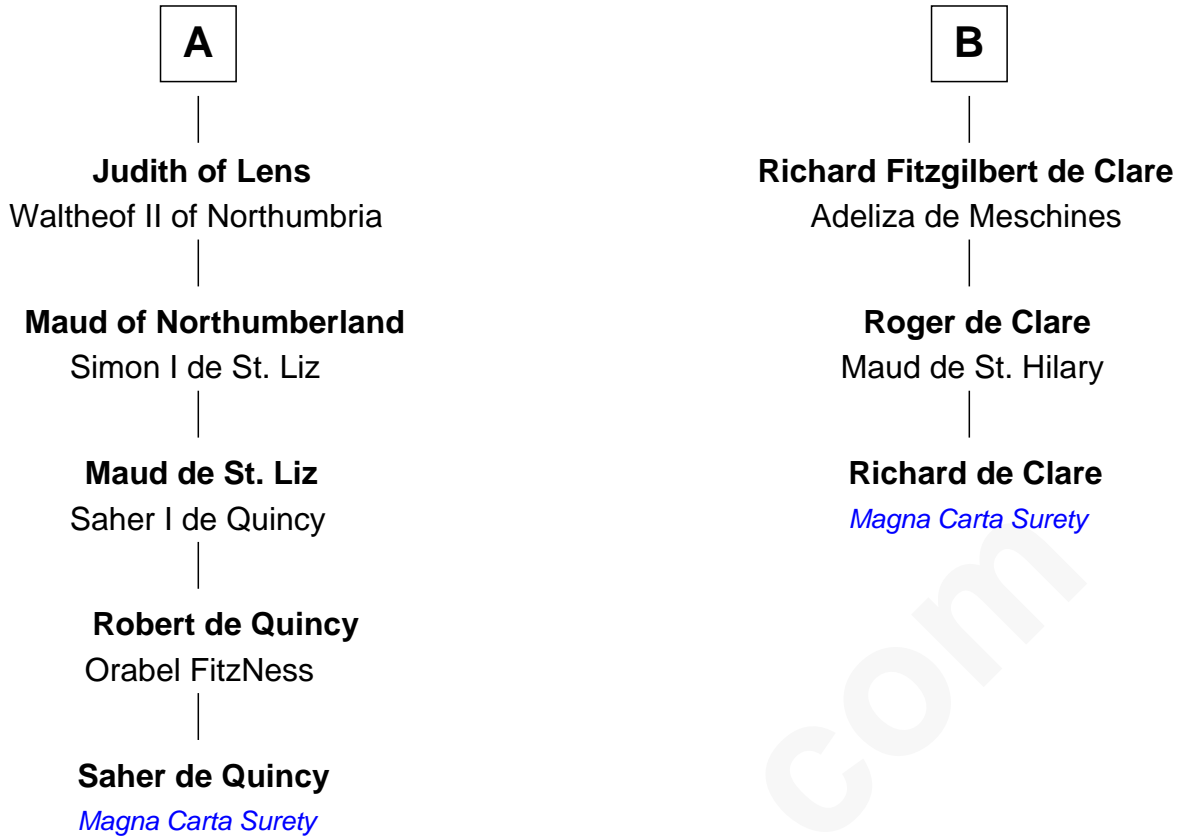 A
Judith of Lens
Waltheof II of Northumbria
Maud of Northumberland
Simon I de St. Liz
Maud de St. Liz
Saher I de Quincy
Robert de Quincy
Orabel FitzNess
Saher de Quincy
Magna Carta Surety
B
Richard Fitzgilbert de Clare
Adeliza de Meschines
Roger de Clare
Maud de St. Hilary
Richard de Clare
Magna Carta Surety
com